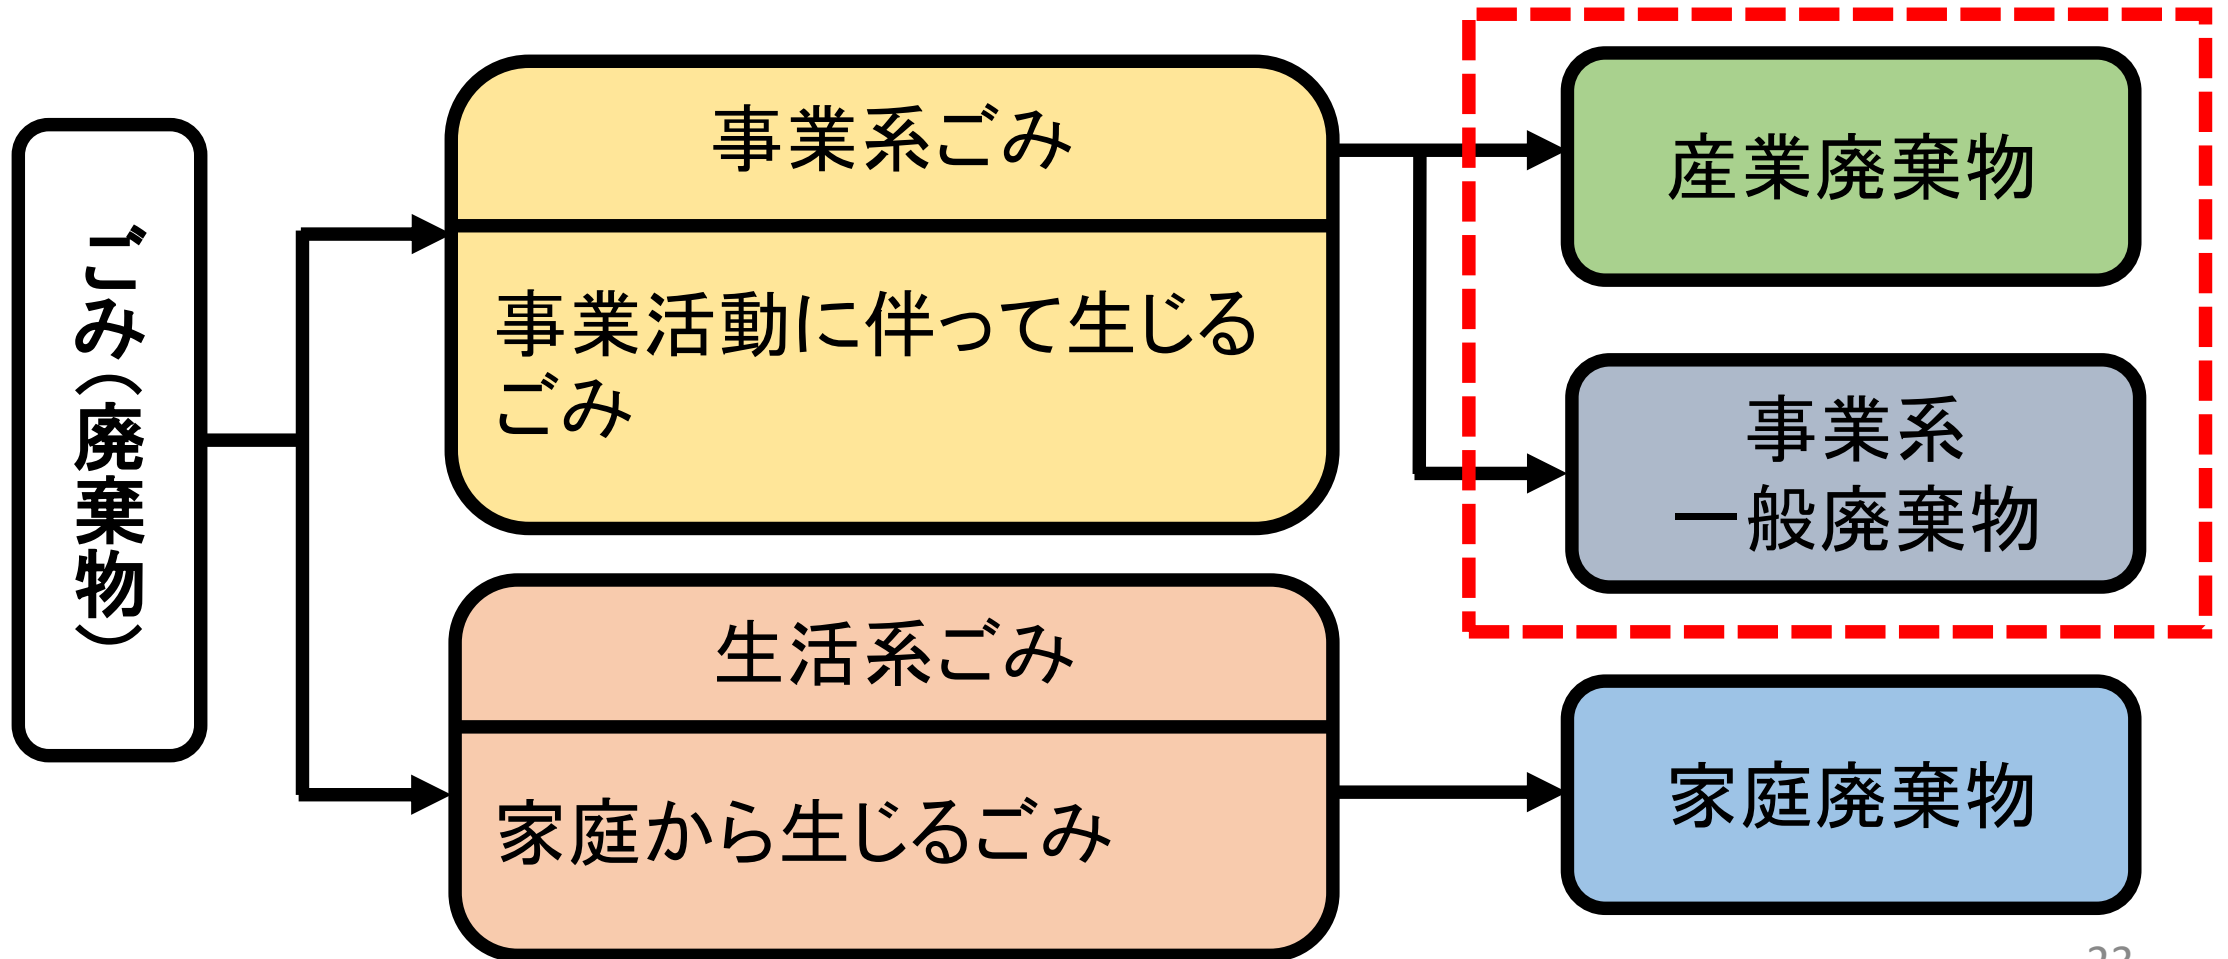 ごみ（廃棄物）
事業系ごみ
事業活動に伴って生じる
ごみ
生活系ごみ
家庭から生じるごみ
産業廃棄物
事業系
一般廃棄物
家庭廃棄物